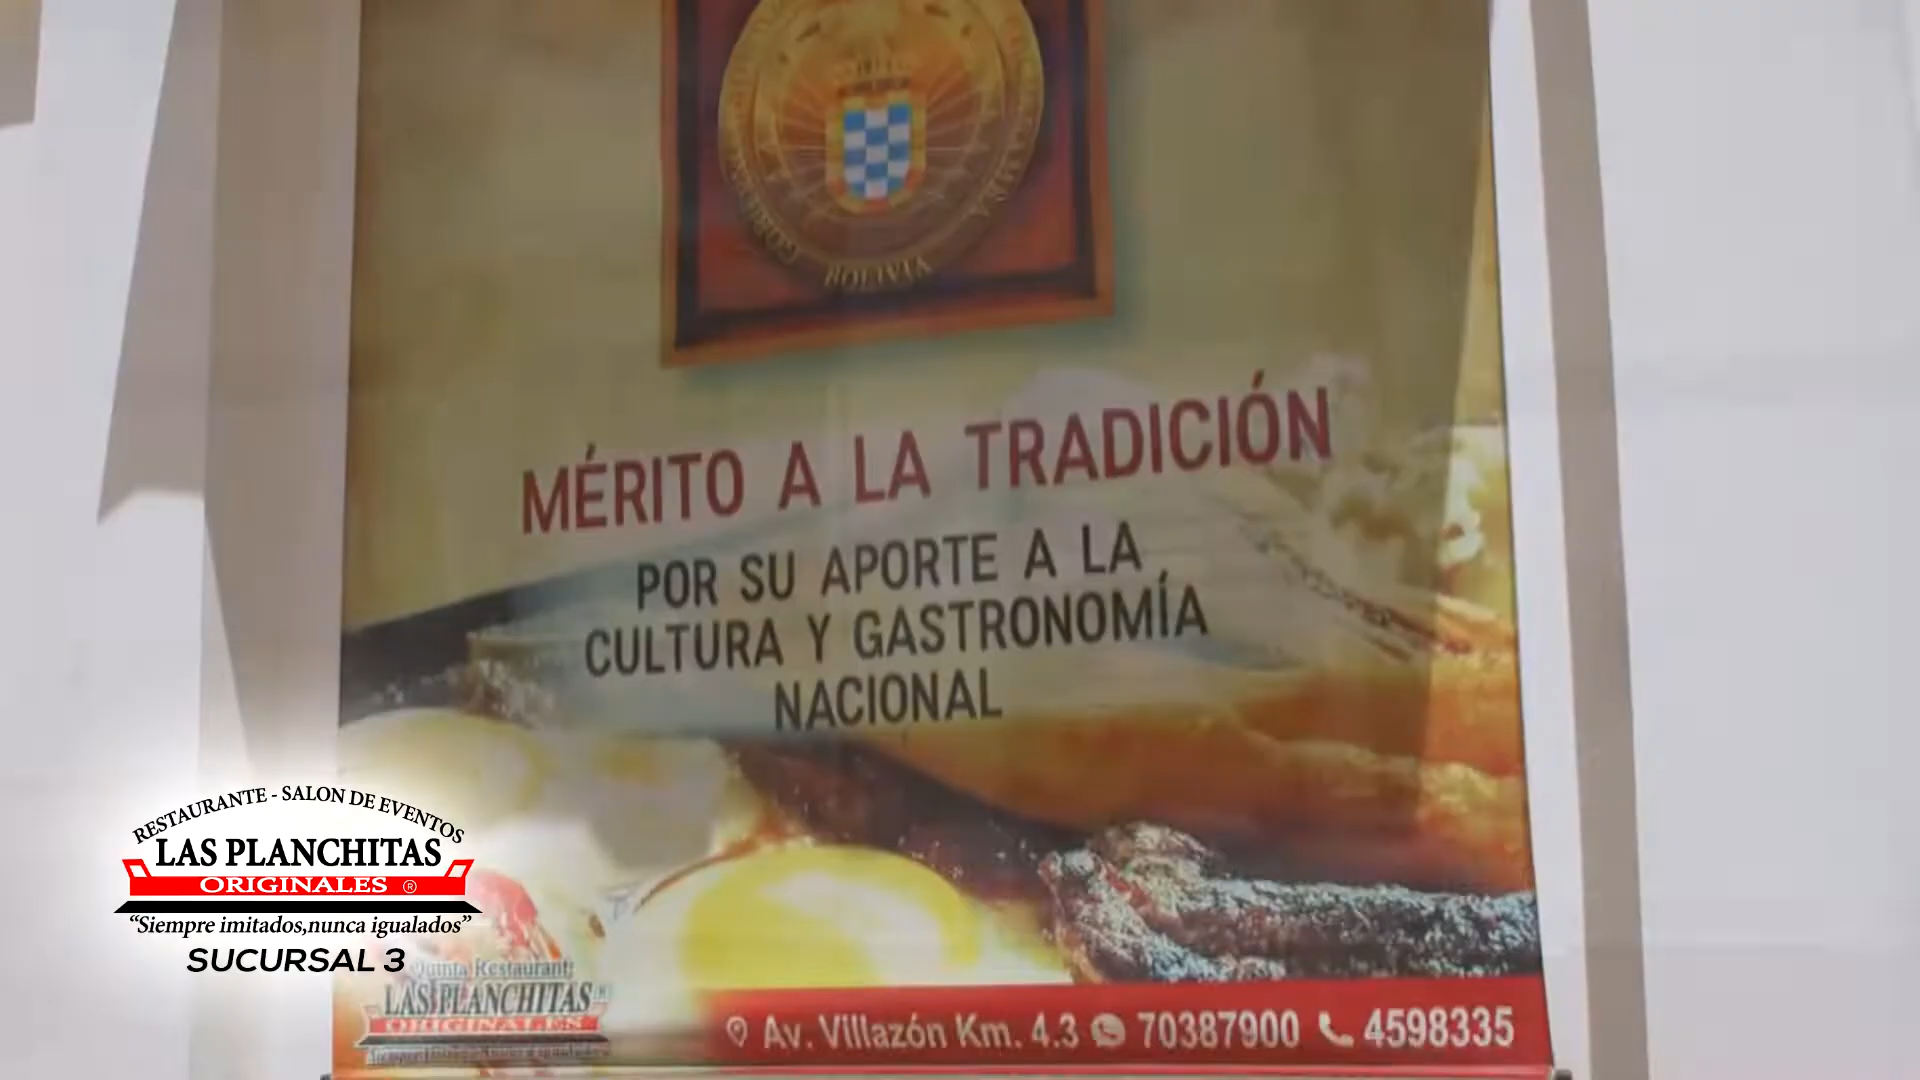 BOLIVIA
MÉRITO A LA TRADICIÓN
POR SU APORTE A LA
CULTURA Y GASTRONOMÍA
NACIONAL
RESTAURANTE - SALON DE EVENTOS
LAS PLANCHITAS
ORIGINALES ®
“Siempre imitados,nunca igualados”
SUCURSAL 3
Quinta Restaurant
LAS PLANCHITAS
ORIGINALES
Av. Villazón Km. 4.3 70387900 4598335